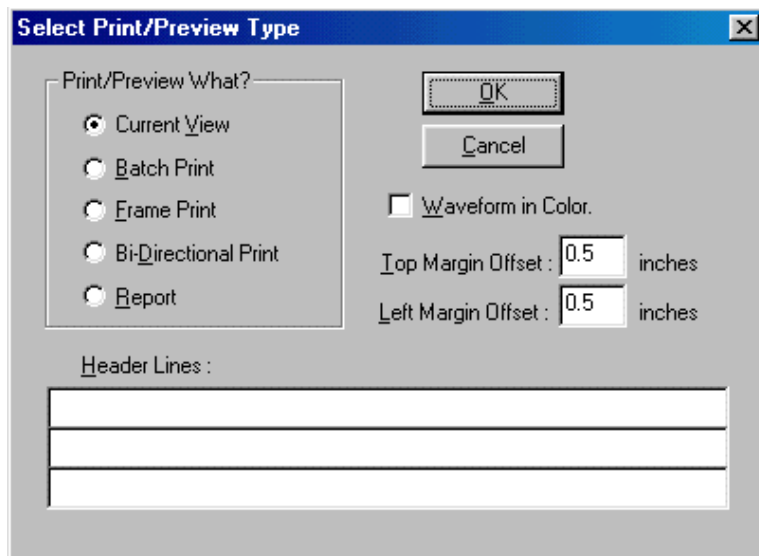 Select Print/Preview Type
Print/Preview What?
Current View
Batch Print
Frame Print
Bi-Directional Print
Report
OK
Cancel
Waveform in Color.
Top Margin Offset : 0.5 inches
Left Margin Offset : 0.5 inches
Header Lines :